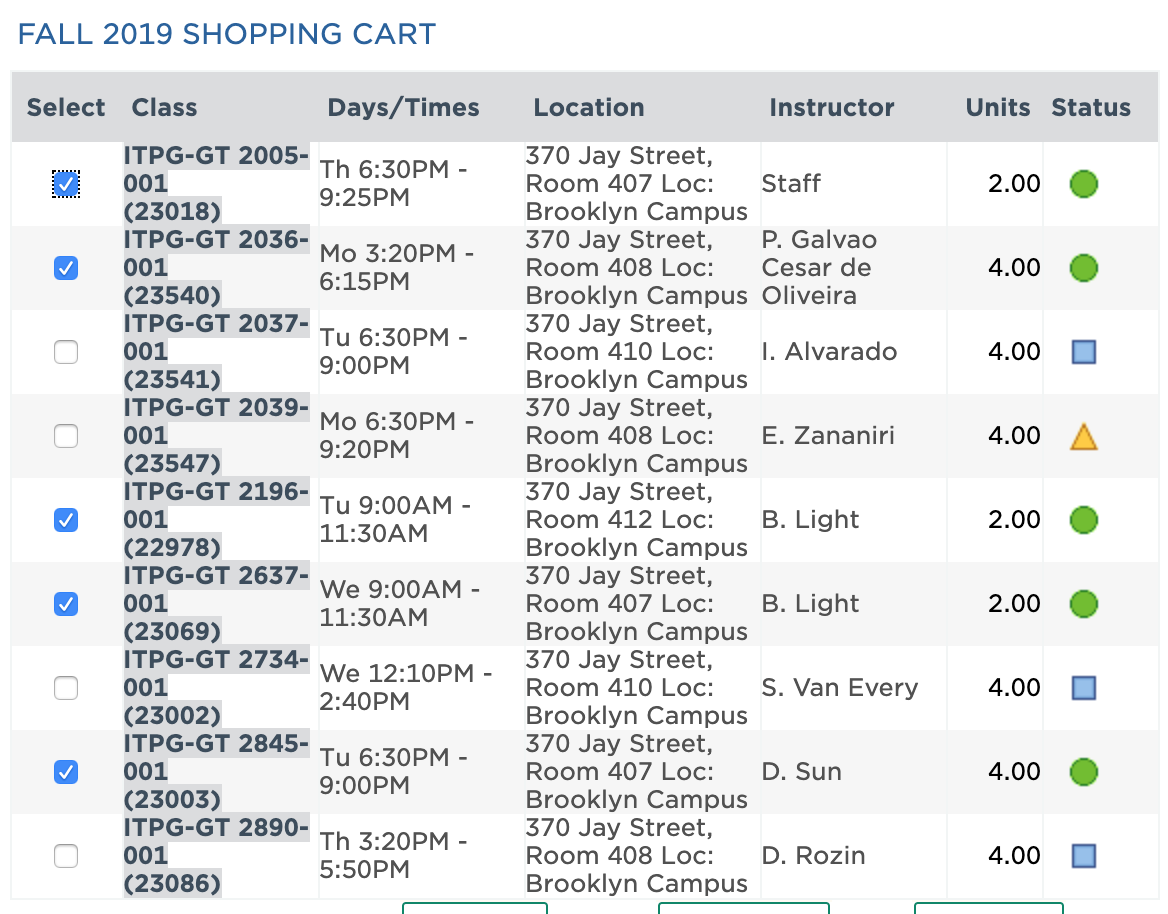 FALL 2019 SHOPPING CART
Select Class Days/Times Location Instructor Units Status
ITPG-GT 2005-
001
(23018)
Th 6:30PM -
9:25PM
370 Jay Street,
Room 407 Loc:
Brooklyn Campus
Staff
2.00
ITPG-GT 2036-
001
(23540)
Mo 3:20PM -
6:15PM
370 Jay Street,
Room 408 Loc:
Brooklyn Campus
P. Galvao
Cesar de
Oliveira
4.00
ITPG-GT 2037-
001
(23541)
Tu 6:30PM -
9:00PM
370 Jay Street,
Room 410 Loc:
Brooklyn Campus
I. Alvarado
4.00
ITPG-GT 2039-
001
(23547)
Mo 6:30PM -
9:20PM
370 Jay Street,
Room 408 Loc:
Brooklyn Campus
E. Zananiri
4.00
ITPG-GT 2196-
001
(22978)
Tu 9:00AM -
11:30AM
370 Jay Street,
Room 412 Loc:
Brooklyn Campus
B. Light
2.00
ITPG-GT 2637-
001
(23069)
We 9:00AM -
11:30AM
370 Jay Street,
Room 407 Loc:
Brooklyn Campus
B. Light
2.00
ITPG-GT 2734-
001
(23002)
We 12:10PM -
2:40PM
370 Jay Street,
Room 410 Loc:
Brooklyn Campus
S. Van Every
4.00
ITPG-GT 2845-
001
(23003)
Tu 6:30PM -
9:00PM
370 Jay Street,
Room 407 Loc:
Brooklyn Campus
D. Sun
4.00
ITPG-GT 2890-
001
(23086)
Th 3:20PM -
5:50PM
370 Jay Street,
Room 408 Loc:
Brooklyn Campus
D. Rozin
4.00